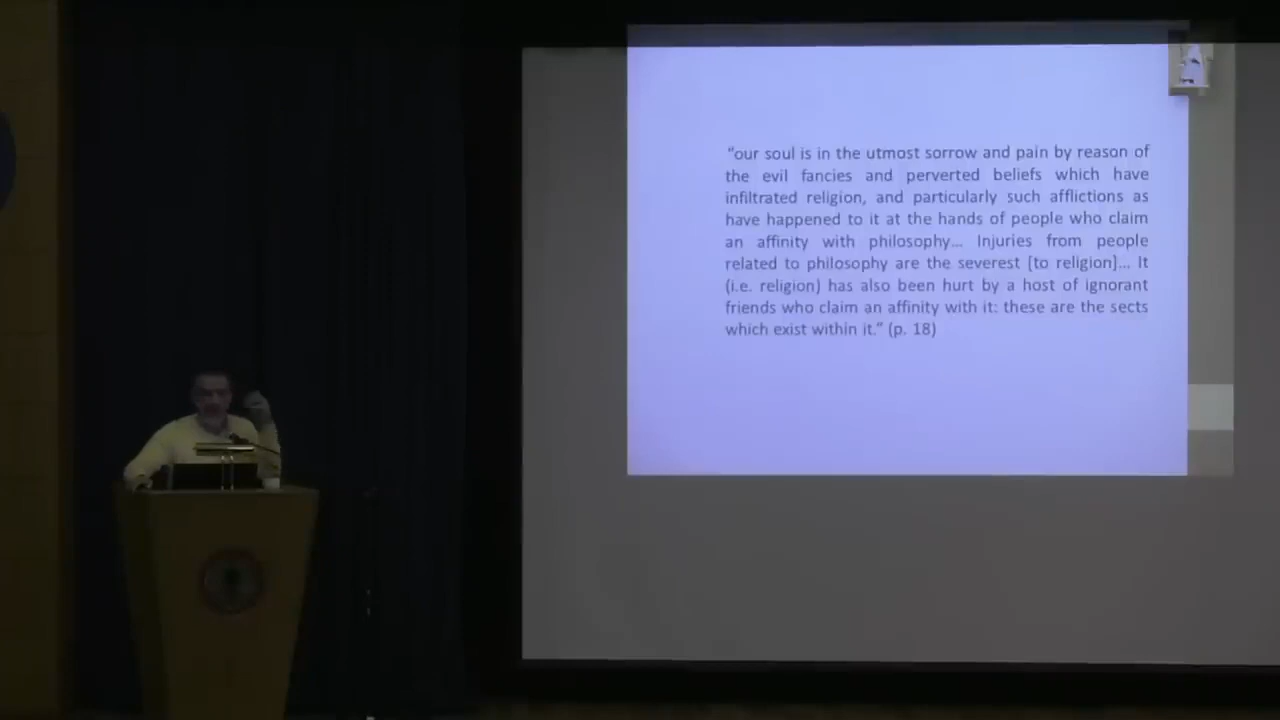 “our soul is in the utmost sorrow and pain by reason of
the evil fancies and perverted beliefs which have
infiltrated religion, and particularly such afflictions as
have happened to it at the hands of people who claim
an affinity with philosophy… Injuries from people
related to philosophy are the severest [to religion]… It
(i.e. religion) has also been hurt by a host of ignorant
friends who claim an affinity with it: these are the sects
which exist within it.” (p. 18)